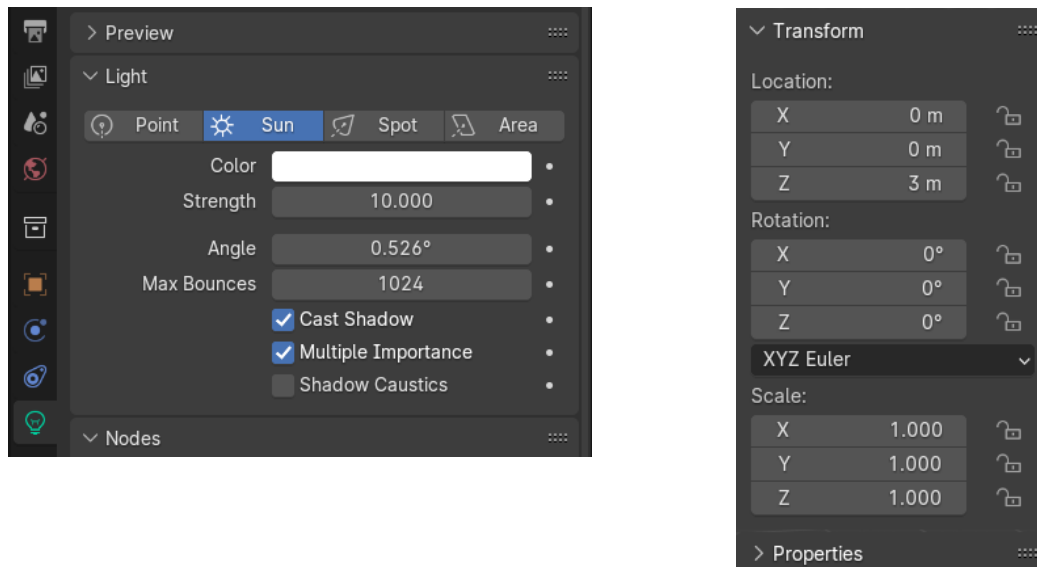 Preview
Light
Point Sun Spot Area
Color
Strength 10.000
Angle 0.526°
Max Bounces 1024
Cast Shadow
Multiple Importance
Shadow Caustics
Nodes
Transform
Location:
X 0 m
Y 0 m
Z 3 m
Rotation:
X 0°
Y 0°
Z 0°
XYZ Euler
Scale:
X 1.000
Y 1.000
Z 1.000
Properties